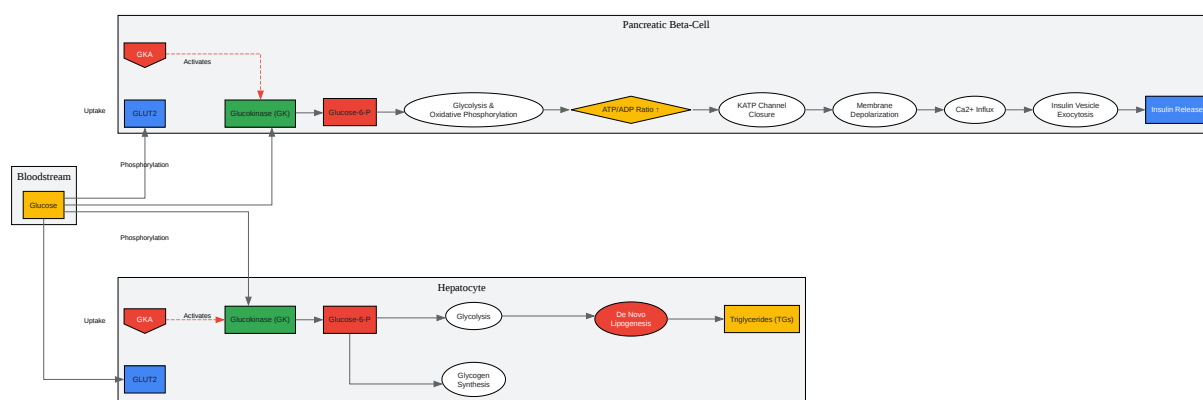 Pancreatic Beta-Cell
GKA
Activates
Uptake
GLUT2
Glucokinase (GK)
Glucose-6-P
Glycolysis &
Oxidative Phosphorylation
ATP/ADP Ratio ↑
KATP Channel
Closure
Membrane
Depolarization
Ca2+ Influx
Insulin Vesicle
Exocytosis
Insulin Release
Phosphorylation
Bloodstream
Glucose
Phosphorylation
Hepatocyte
Uptake
GKA
Activates
Glucokinase (GK)
Glucose-6-P
Glycolysis
De Novo
Lipogenesis
Triglycerides (TGs)
GLUT2
Glycogen
Synthesis